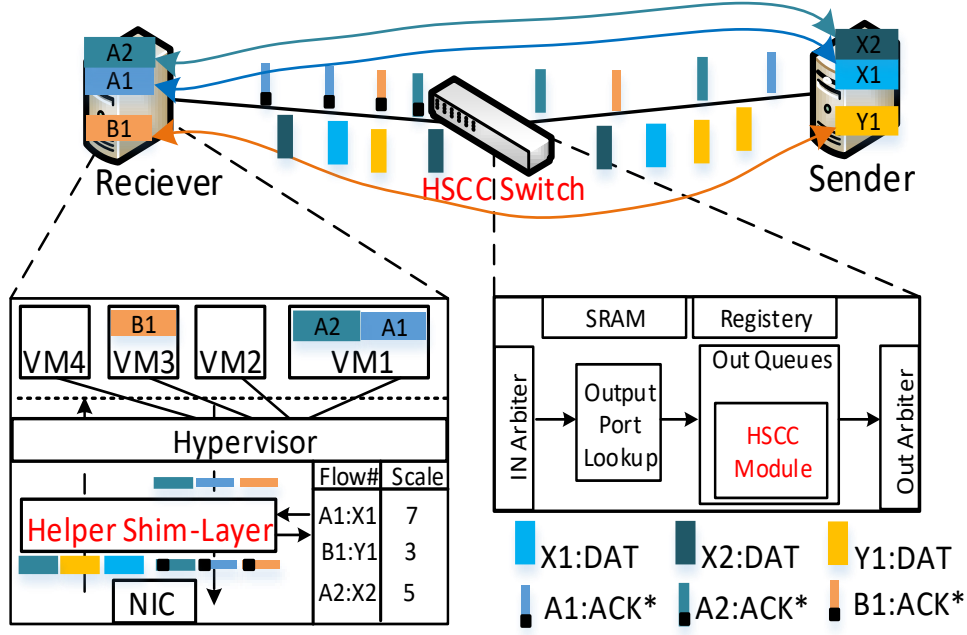 A2
A1
B1
Reciever
HSCC Switch
X2
X1
Y1
Sender
VM4
B1
VM3
VM2
A2 A1
VM1
Hypervisor
Helper Shim-Layer
NIC
Flow# Scale
A1:X1 7
B1:Y1 3
A2:X2 5
SRAM
Registery
IN Arbiter
Output
Port
Lookup
Out Queues
HSCC
Module
Out Arbiter
X1:DAT
X2:DAT
Y1:DAT
A1:ACK*
A2:ACK*
B1:ACK*